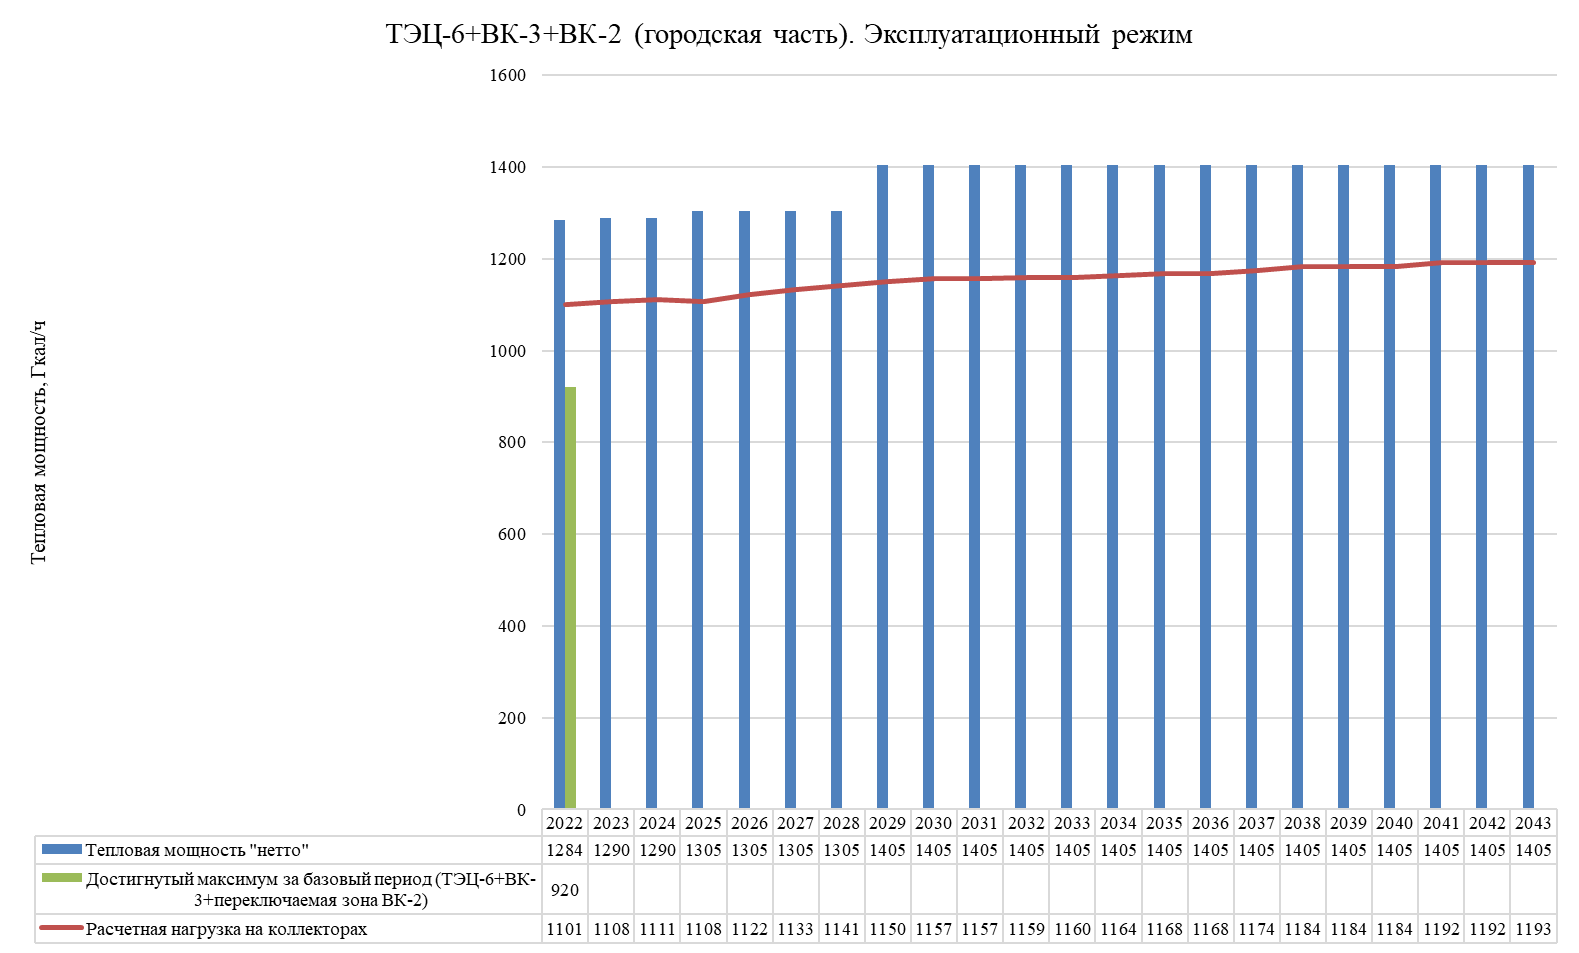 ТЭЦ-6+ВК-3+ВК-2 (городская часть). Эксплуатационный режим
Тепловая мощность, Гкал/ч
1600
1400
1200
1000
800
600
400
200
0
2022 2023 2024 2025 2026 2027 2028 2029 2030 2031 2032 2033 2034 2035 2036 2037 2038 2039 2040 2041 2042 2043
Тепловая мощность "нетто" 1284 1290 1290 1305 1305 1305 1305 1405 1405 1405 1405 1405 1405 1405 1405 1405 1405 1405 1405 1405 1405 1405
Достигнутый максимум за базовый период (ТЭЦ-6+ВК-
3+переключаемая зона ВК-2) 920
Расчетная нагрузка на коллекторах 1101 1108 1111 1108 1122 1133 1141 1150 1157 1157 1159 1160 1164 1168 1168 1174 1184 1184 1184 1192 1192 1193